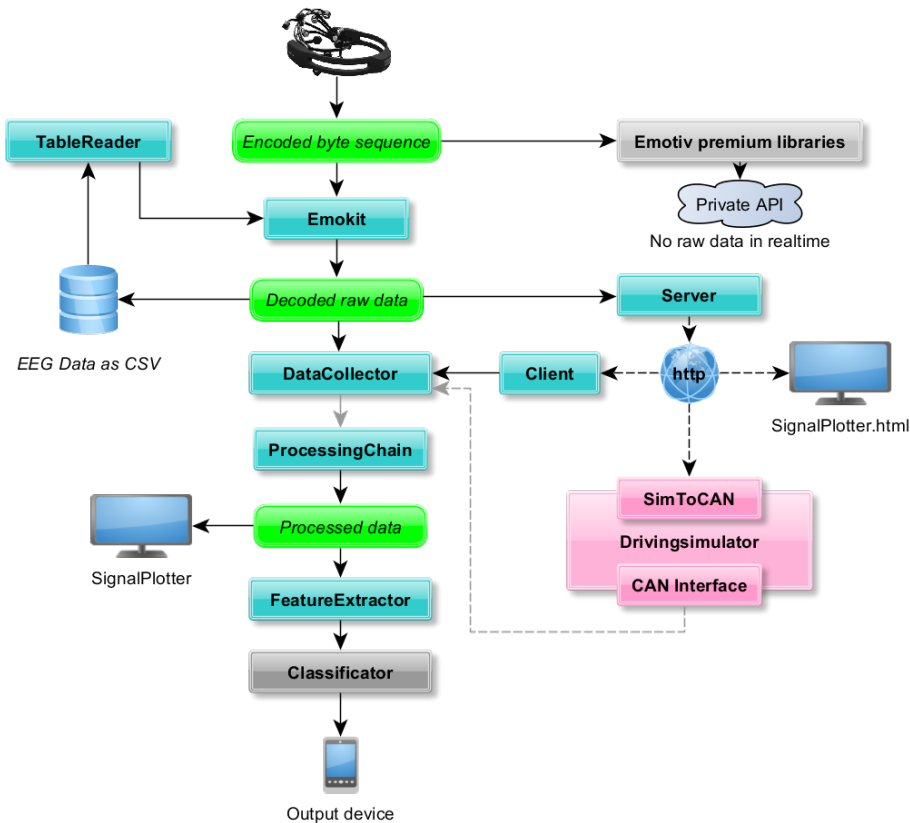 TableReader
Encoded byte sequence
Emotiv premium libraries
Private API
No raw data in realtime
Emokit
Decoded raw data
Server
EEG Data as CSV
DataCollector
Client
http
SignalPlotter.html
ProcessingChain
SimToCAN
Processed data
Drivingsimulator
SignalPlotter
CAN Interface
FeatureExtractor
Classificator
Output device